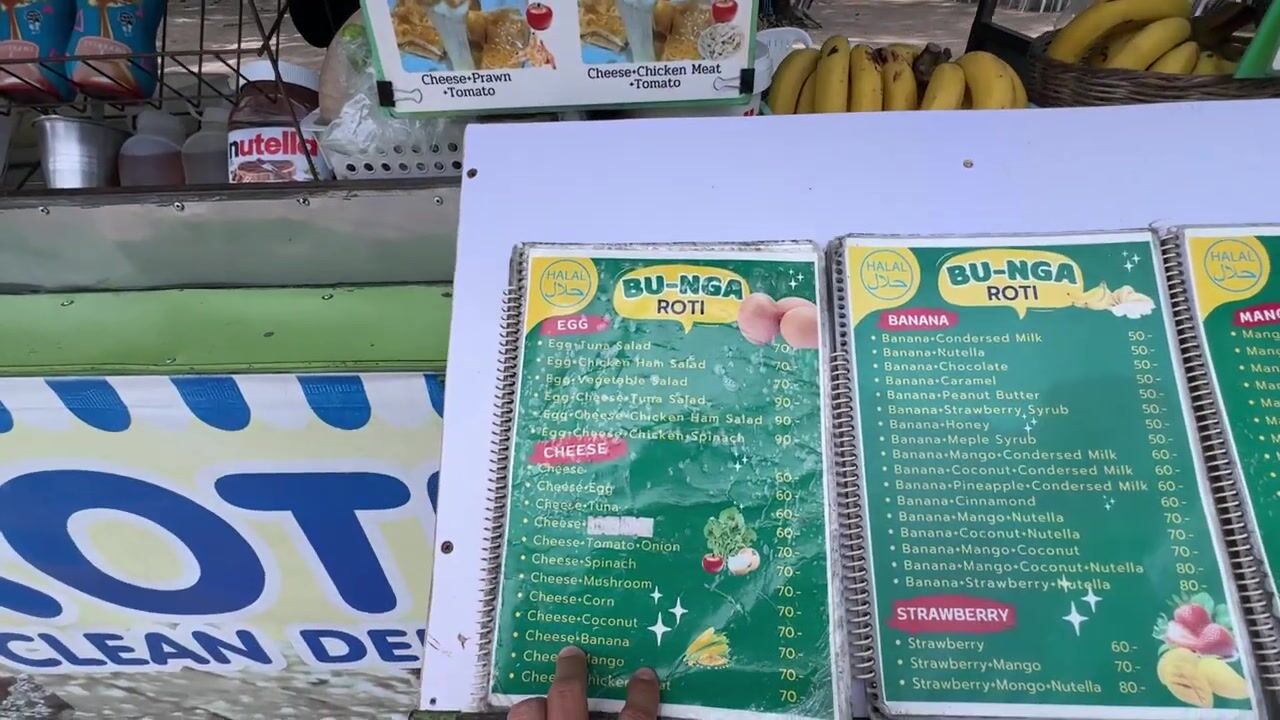 Cheese+Prawn
+Tomato
Cheese+Chicken Meat
+Tomato
nutella
HALAL
حلال
BU-NGA
ROTI
EGG
Egg+Tuna Salad 70.-
Egg+Chicken Ham Salad 70.-
Egg+Vegetable Salad 70.-
Egg+Cheese+Tuna Salad 90.-
Egg+Cheese+Chicken Ham Salad 90.-
Egg+Cheese+Chicken+Spinach 90.-
CHEESE
Cheese 60.-
Cheese+Egg 60.-
Cheese+Tuna 60.-
Cheese+ 60.-
Cheese+Tomato+Onion 70.-
Cheese+Spinach 70.-
Cheese+Mushroom 70.-
Cheese+Corn 70.-
Cheese+Coconut 70.-
Cheese+Banana 70.-
Mango 70.-
70.-
HALAL
حلال
BU-NGA
ROTI
BANANA
Banana+Condersed Milk 50.-
Banana+Nutella 50.-
Banana+Chocolate 50.-
Banana+Caramel 50.-
Banana+Peanut Butter 50.-
Banana+Strawberry Syrub 50.-
Banana+Honey 50.-
Banana+Meple Syrub 50.-
Banana+Mango+Condersed Milk 60.-
Banana+Coconut+Condersed Milk 60.-
Banana+Pineapple+Condersed Milk 60.-
Banana+Cinnamond 60.-
Banana+Mango+Nutella 70.-
Banana+Coconut+Nutella 70.-
Banana+Mango+Coconut 70.-
Banana+Mango+Coconut+Nutella 80.-
Banana+Strawberry+Nutella 80.-
STRAWBERRY
Strawberry 60.-
Strawberry+Mango 70.-
Strawberry+Mongo+Nutella 80.-
HALAL
حلال
CLEAN